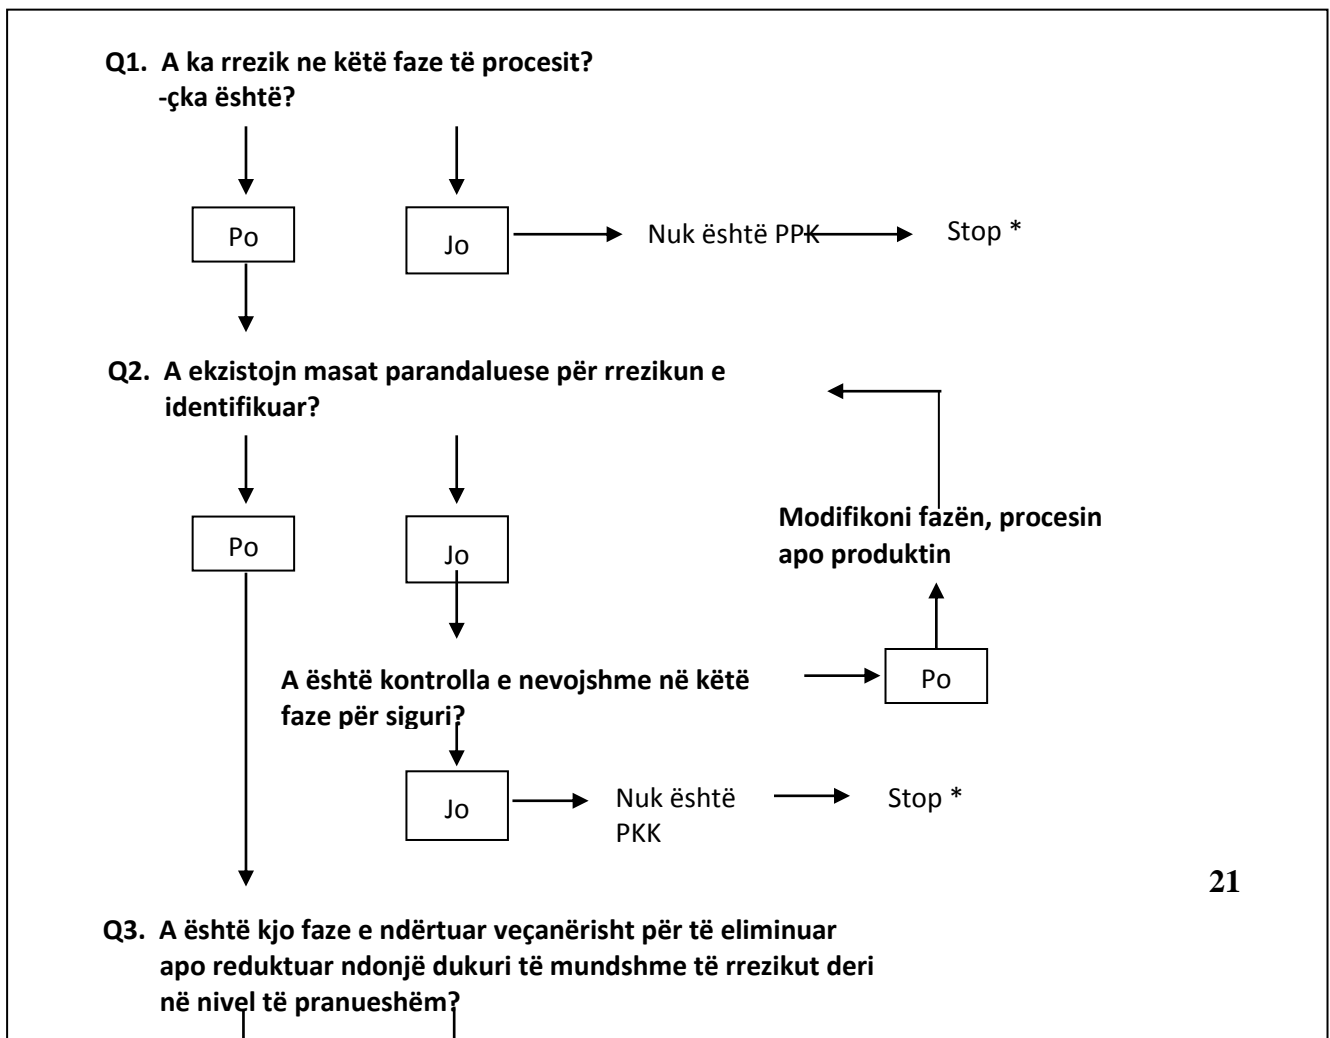 Q1. A ka rrezik ne këtë faze të procesit?
-çka është?
Po
Jo
Nuk është PPK
Stop *
Q2. A ekzistojn masat parandaluese për rrezikun e
identifikuar?
Po
Jo
Modifikoni fazën, procesin
apo produktin
A është kontrolla e nevojshme në këtë
faze për siguri?
Po
Jo
Nuk është
PKK
Stop *
21
Q3. A është kjo faze e ndërtuar veçanërisht për të eliminuar
apo reduktuar ndonjë dukuri të mundshme të rrezikut deri
në nivel të pranueshëm?